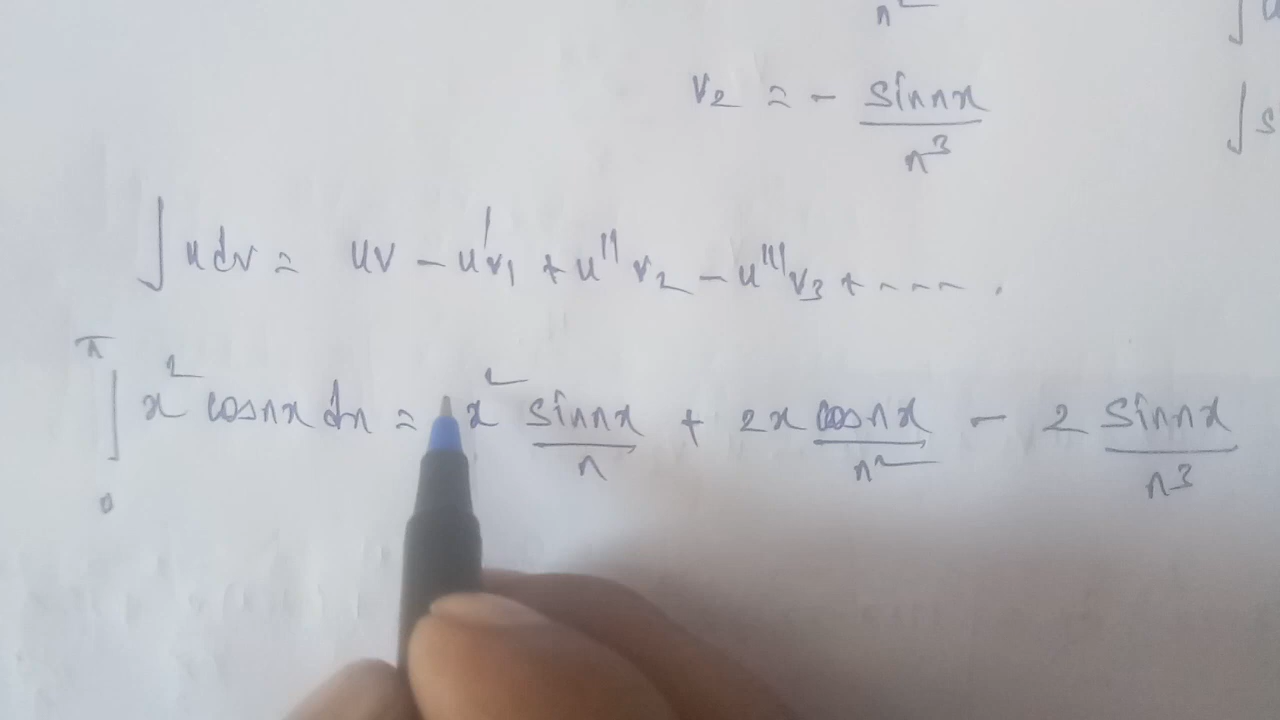 n²
v₂ = - sin nx / n³
∫ u dv = uv - u'v₁ + u''v₂ - u'''v₃ + - - - .
∫₀^π x² cos nx dx = x² sin nx / n + 2x cos nx / n² - 2 sin nx / n³